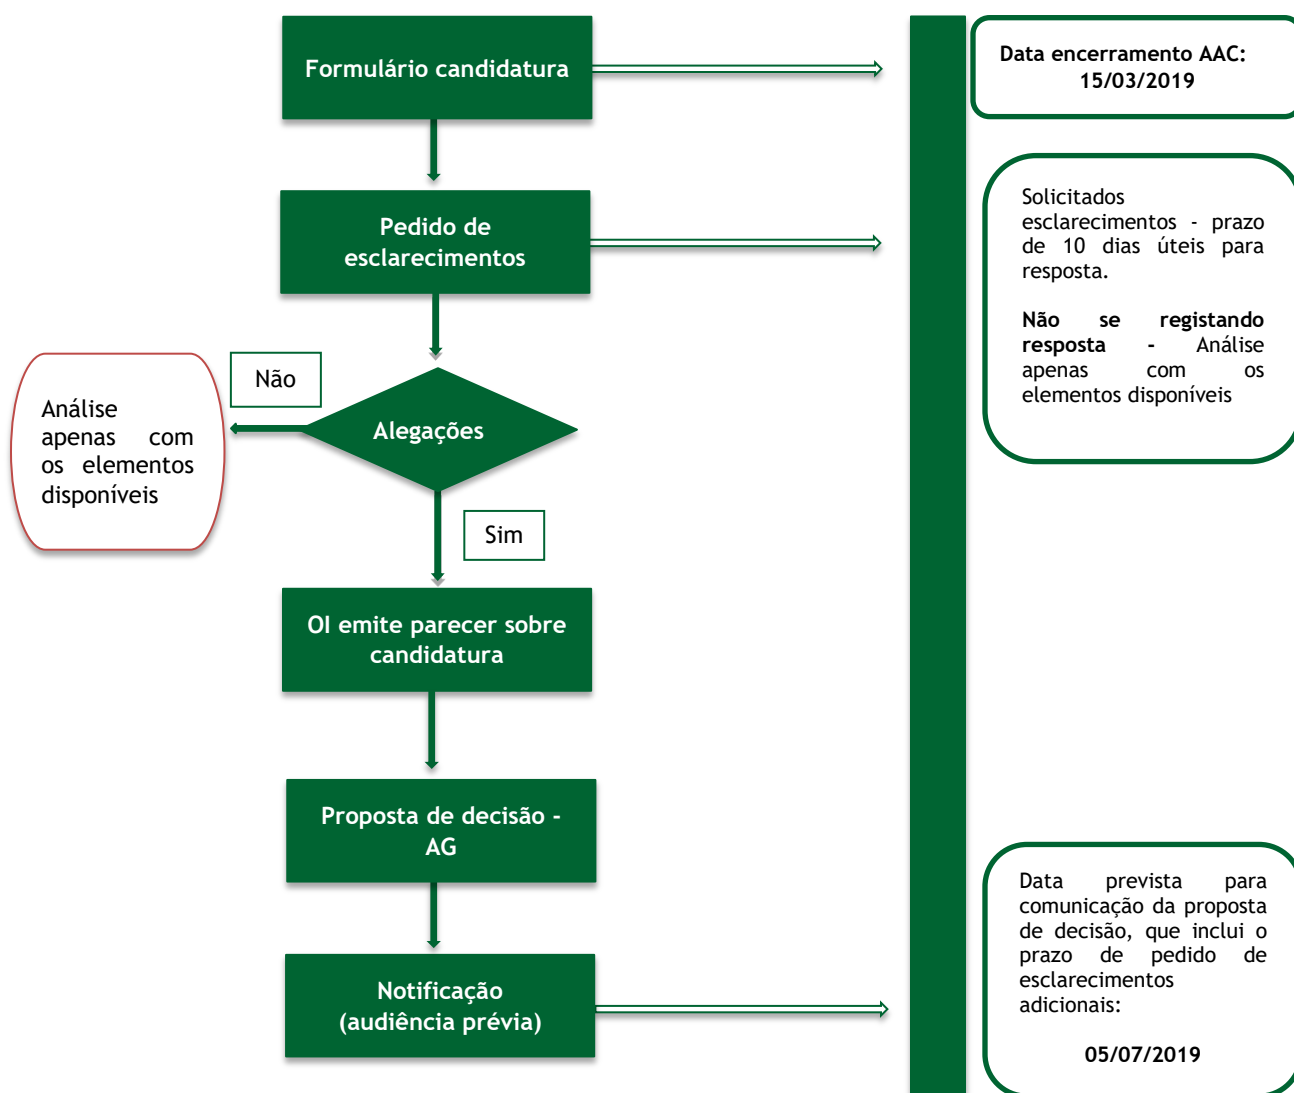 Formulário candidatura
Data encerramento AAC:
15/03/2019
Pedido de
esclarecimentos
Solicitados
esclarecimentos - prazo
de 10 dias úteis para
resposta.
Não se registando
resposta - Análise
apenas com os
elementos disponíveis
Não
Análise
apenas com
os elementos
disponíveis
Alegações
Sim
OI emite parecer sobre
candidatura
Proposta de decisão -
AG
Notificação
(audiência prévia)
Data prevista para
comunicação da proposta
de decisão, que inclui o
prazo de pedido de
esclarecimentos
adicionais:
05/07/2019